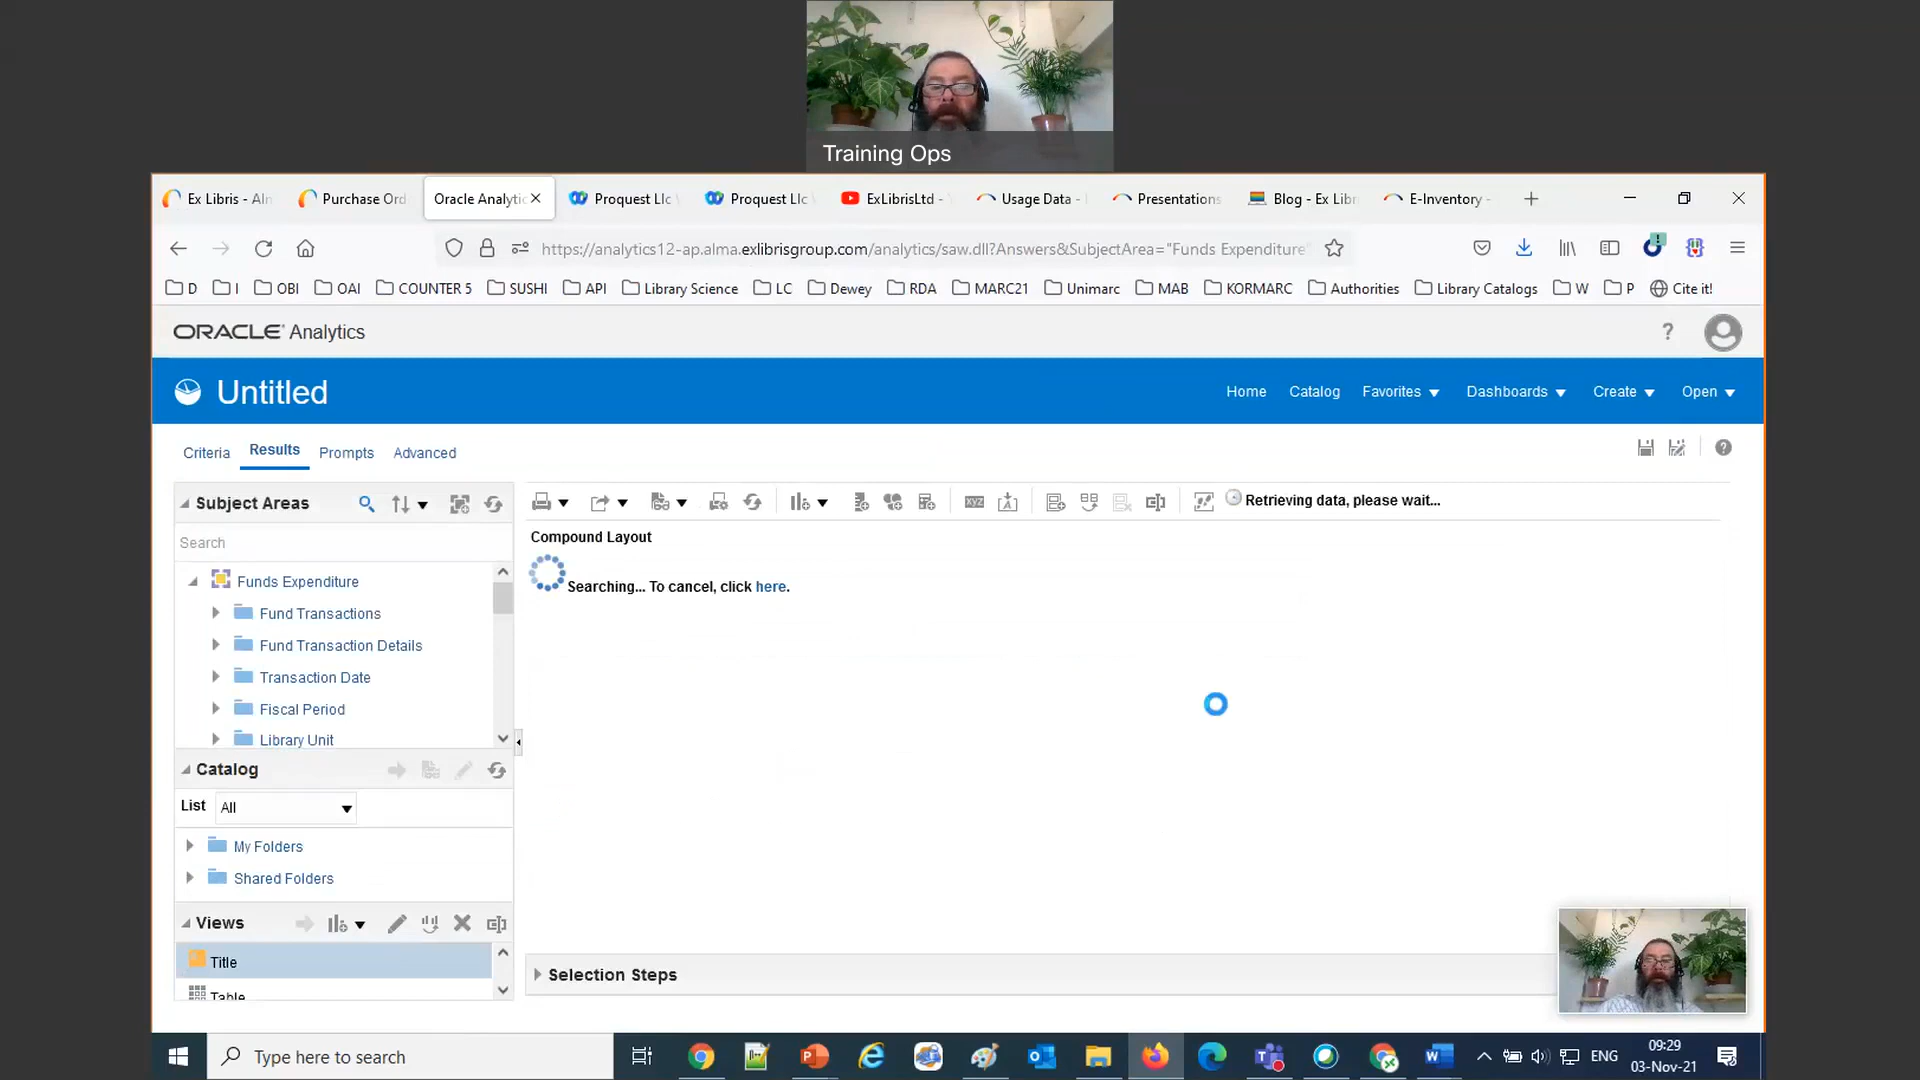 Training Ops
Ex Libris - Alm
Purchase Ord
Oracle Analytic
Proquest Llc
Proquest Llc
ExLibrisLtd -
Usage Data -
Presentations
Blog - Ex Libri
E-Inventory -
https://analytics12-ap.alma.exlibrisgroup.com/analytics/saw.dll?Answers&SubjectArea="Funds Expenditure"
D
I
OBI
OAI
COUNTER 5
SUSHI
API
Library Science
LC
Dewey
RDA
MARC21
Unimarc
MAB
KORMARC
Authorities
Library Catalogs
W
P
Cite it!
ORACLE Analytics
?
Untitled
Home
Catalog
Favorites
Dashboards
Create
Open
Criteria
Results
Prompts
Advanced
Subject Areas
Retrieving data, please wait...
Search
Compound Layout
Searching... To cancel, click here.
Funds Expenditure
Fund Transactions
Fund Transaction Details
Transaction Date
Fiscal Period
Library Unit
Catalog
List All
My Folders
Shared Folders
Views
Title
Table
Selection Steps
Type here to search
ENG
09:29
03-Nov-21